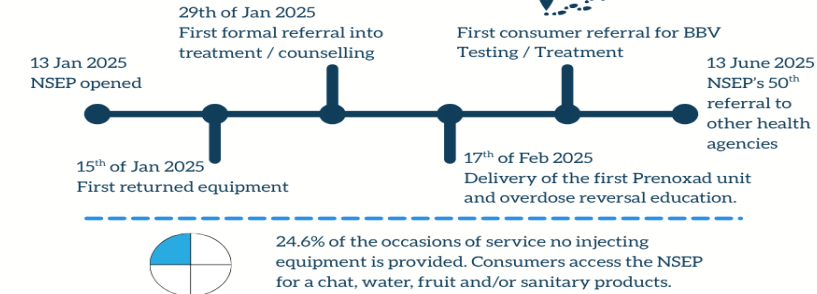 29th of Jan 2025
First formal referral into
treatment / counselling
First consumer referral for BBV
Testing / Treatment
13 Jan 2025
NSEP opened
13 June 2025
NSEP's 50th
referral to
other health
agencies
15th of Jan 2025
First returned equipment
17th of Feb 2025
Delivery of the first Prenoxad unit
and overdose reversal education.
24.6% of the occasions of service no injecting
equipment is provided. Consumers access the NSEP
for a chat, water, fruit and/or sanitary products.